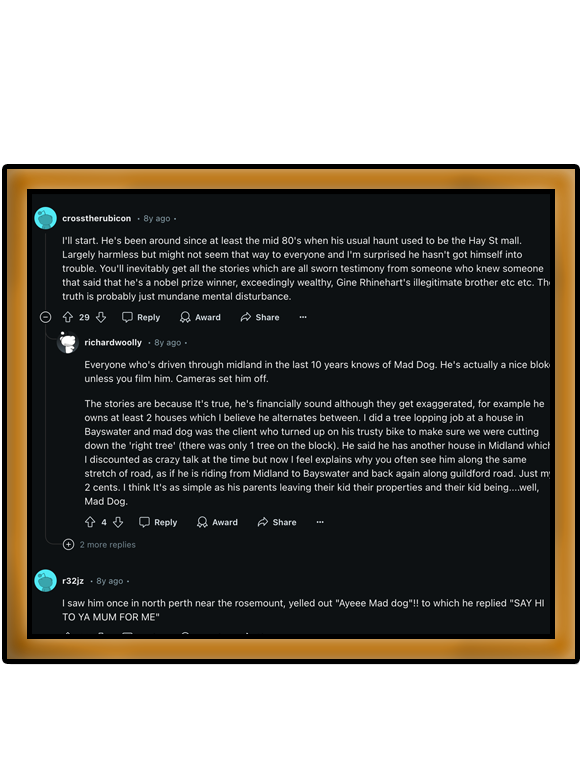 crosstherubicon • 8y ago •
I'll start. He's been around since at least the mid 80's when his usual haunt used to be the Hay St mall.
Largely harmless but might not seem that way to everyone and I'm surprised he hasn't got himself into
trouble. You'll inevitably get all the stories which are all sworn testimony from someone who knew someone
that said that he's a nobel prize winner, exceedingly wealthy, Gine Rhinehart's illegitimate brother etc etc. Th
truth is probably just mundane mental disturbance.
29 Reply Award Share ...
richardwoolly • 8y ago •
Everyone who's driven through midland in the last 10 years knows of Mad Dog. He's actually a nice blok
unless you film him. Cameras set him off.
The stories are because It's true, he's financially sound although they get exaggerated, for example he
owns at least 2 houses which I believe he alternates between. I did a tree lopping job at a house in
Bayswater and mad dog was the client who turned up on his trusty bike to make sure we were cutting
down the 'right tree' (there was only 1 tree on the block). He said he has another house in Midland which
I discounted as crazy talk at the time but now I feel explains why you often see him along the same
stretch of road, as if he is riding from Midland to Bayswater and back again along guildford road. Just my
2 cents. I think It's as simple as his parents leaving their kid their properties and their kid being....well,
Mad Dog.
4 Reply Award Share ...
2 more replies
r32jz • 8y ago •
I saw him once in north perth near the rosemount, yelled out "Ayeee Mad dog"!! to which he replied "SAY HI
TO YA MUM FOR ME"